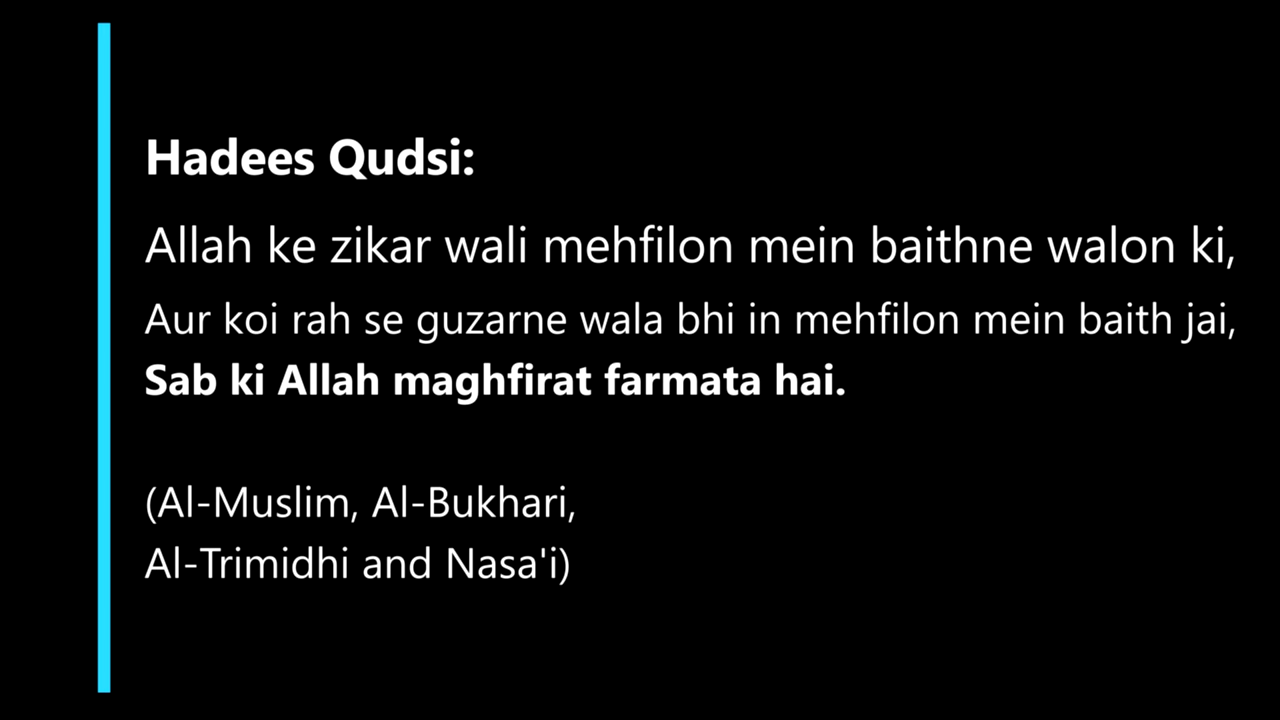 Hadees Qudsi:
Allah ke zikar wali mehfilon mein baithne walon ki,
Aur koi rah se guzarne wala bhi in mehfilon mein baith jai,
Sab ki Allah maghfirat farmata hai.
(Al-Muslim, Al-Bukhari,
Al-Trimidhi and Nasa'i)